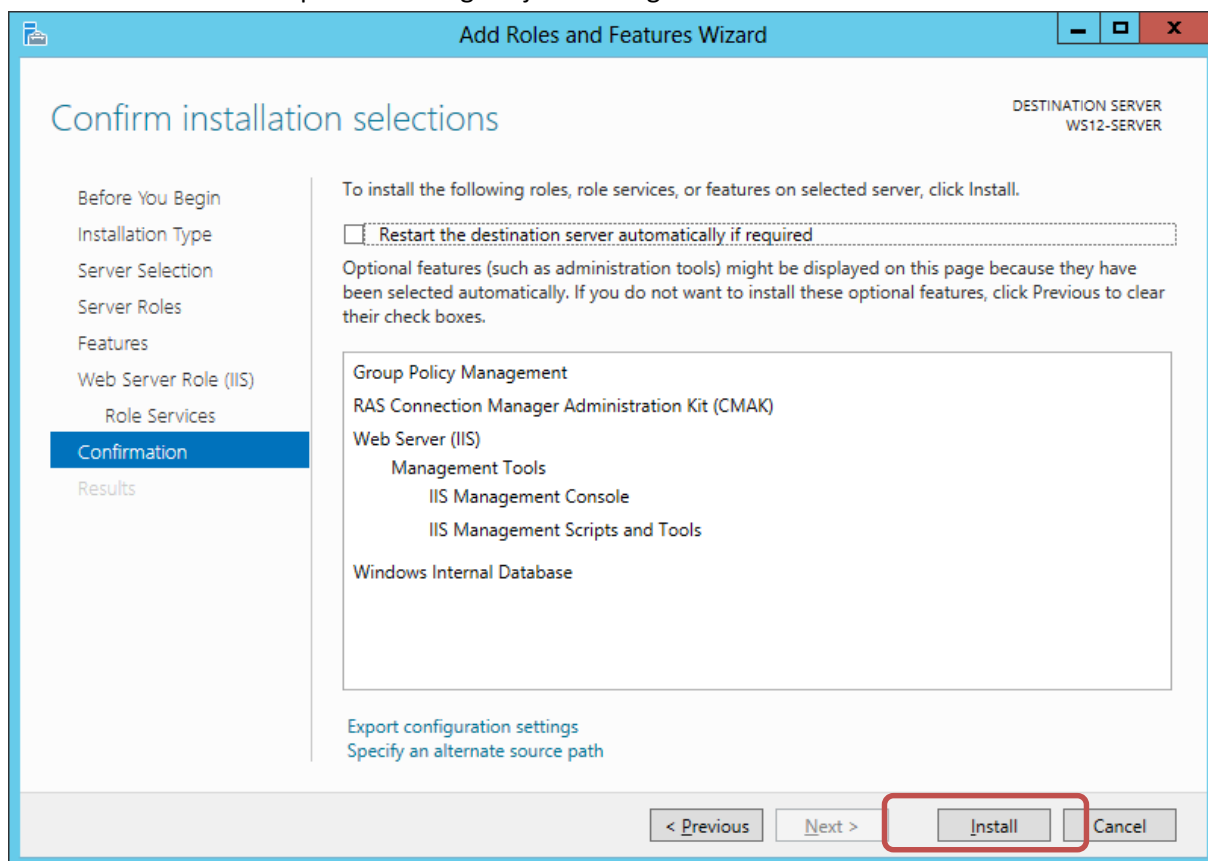 Add Roles and Features Wizard
x
Confirm installation selections
DESTINATION SERVER
WS12-SERVER
Before You Begin
Installation Type
Server Selection
Server Roles
Features
Web Server Role (IIS)
Role Services
Confirmation
Results
To install the following roles, role services, or features on selected server, click Install.
Restart the destination server automatically if required
Optional features (such as administration tools) might be displayed on this page because they have
been selected automatically. If you do not want to install these optional features, click Previous to clear
their check boxes.
Group Policy Management
RAS Connection Manager Administration Kit (CMAK)
Web Server (IIS)
Management Tools
IIS Management Console
IIS Management Scripts and Tools
Windows Internal Database
Export configuration settings
Specify an alternate source path
< Previous Next > Install Cancel